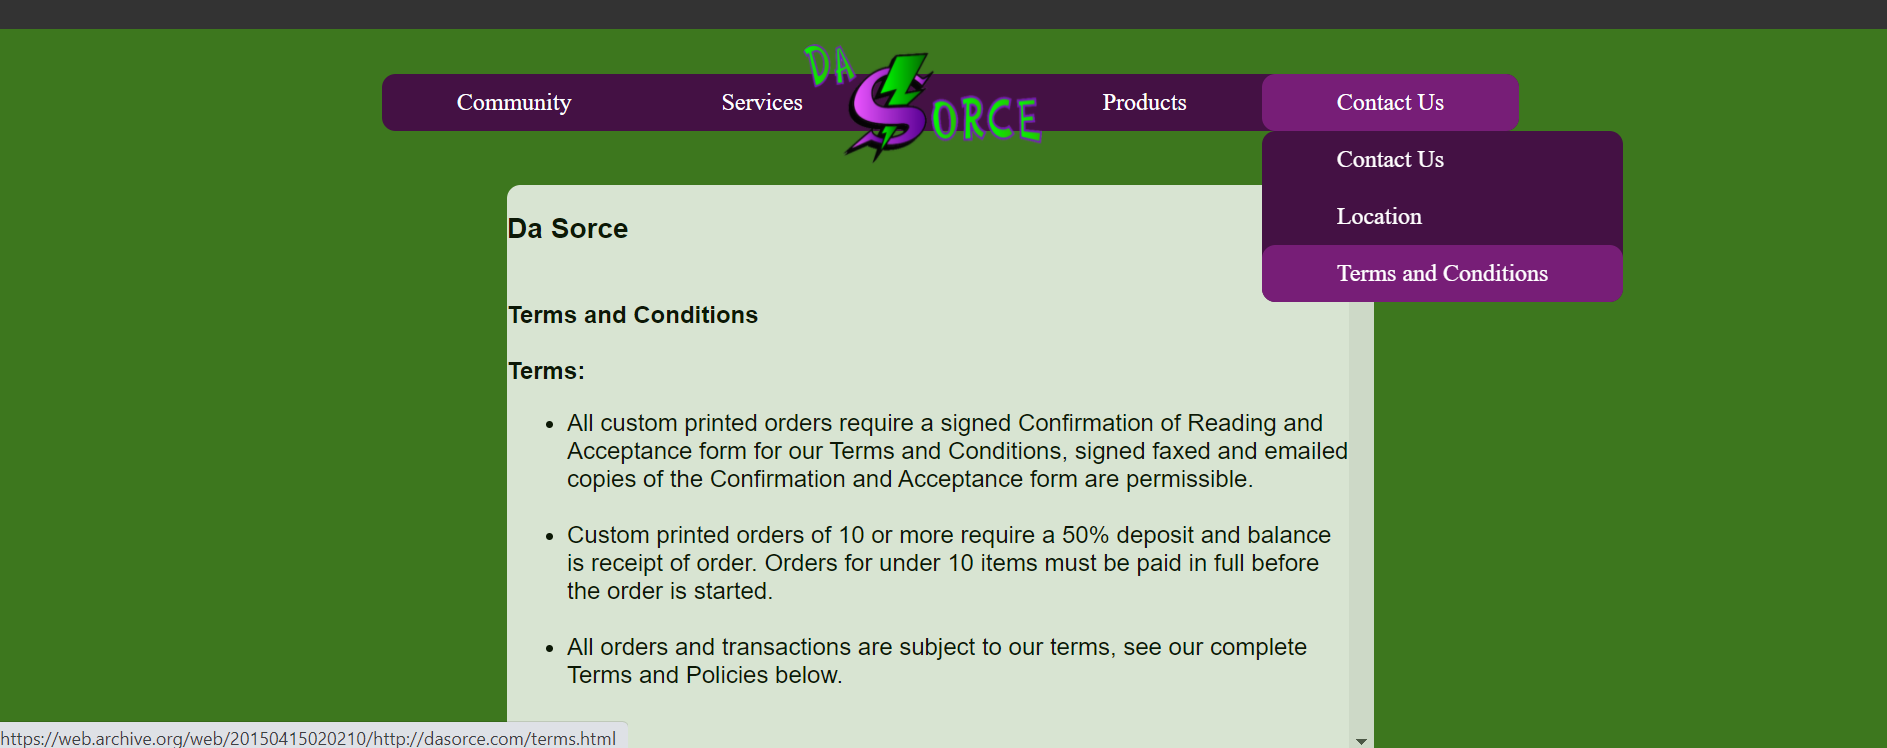 DA
SORCE
Community
Services
Products
Contact Us
Contact Us
Location
Terms and Conditions
Da Sorce
Terms and Conditions
Terms:
• All custom printed orders require a signed Confirmation of Reading and
Acceptance form for our Terms and Conditions, signed faxed and emailed
copies of the Confirmation and Acceptance form are permissible.
• Custom printed orders of 10 or more require a 50% deposit and balance
is receipt of order. Orders for under 10 items must be paid in full before
the order is started.
• All orders and transactions are subject to our terms, see our complete
Terms and Policies below.
https://web.archive.org/web/20150415020210/http://dasorce.com/terms.html